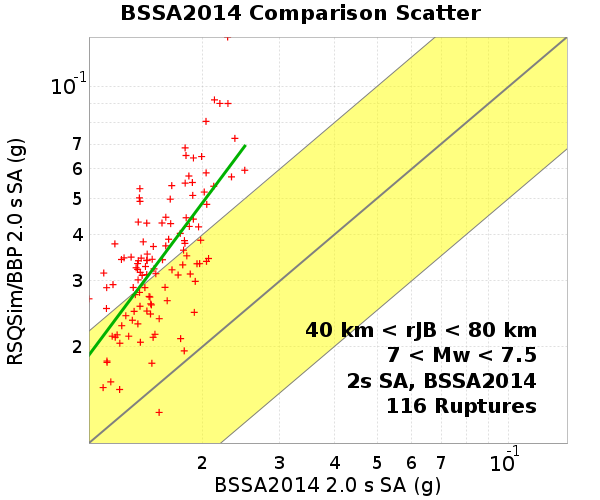 BSSA2014 Comparison Scatter
RSQSim/BBP 2.0 s SA (g)
10-1
7
6
5
4
3
2
40 km < rJB < 80 km
7 < Mw < 7.5
2s SA, BSSA2014
116 Ruptures
2 3 4 5 6 7 10-1
BSSA2014 2.0 s SA (g)